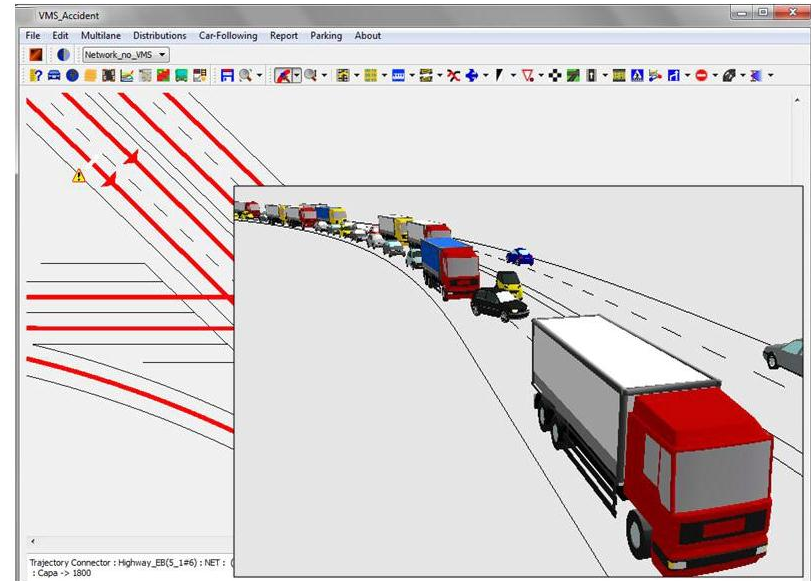 VMS_Accident
File Edit Multilane Distributions Car-Following Report Parking About
Network_no_VMS
Trajectory Connector : Highway_EB(5_1#6) : NET : (
: Capa -> 1800